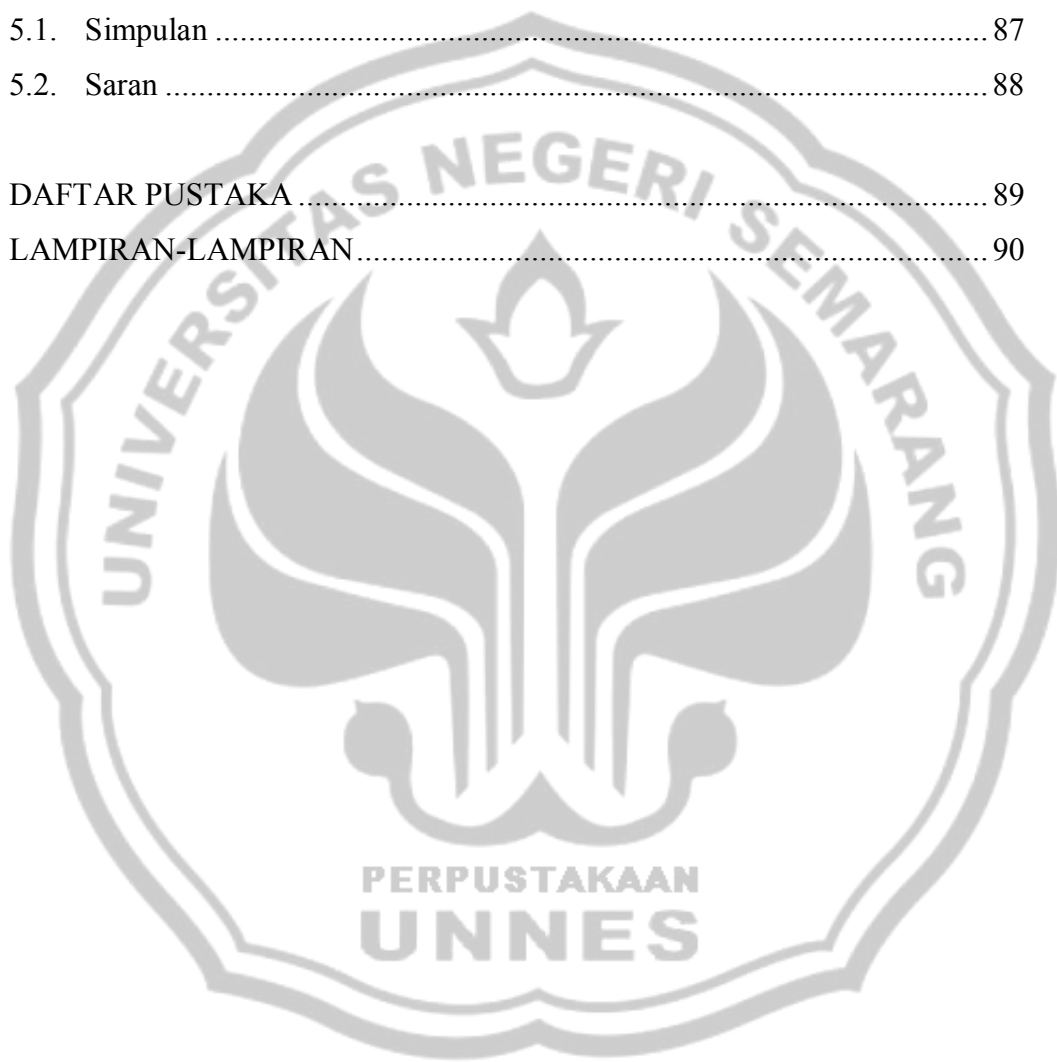 5.1. Simpulan ............................................................................................... 87
5.2. Saran ..................................................................................................... 88
DAFTAR PUSTAKA .................................................................................... 89
LAMPIRAN-LAMPIRAN ............................................................................. 90
UNIVERSITAS NEGERI SEMARANG
PERPUSTAKAAN
UNNES